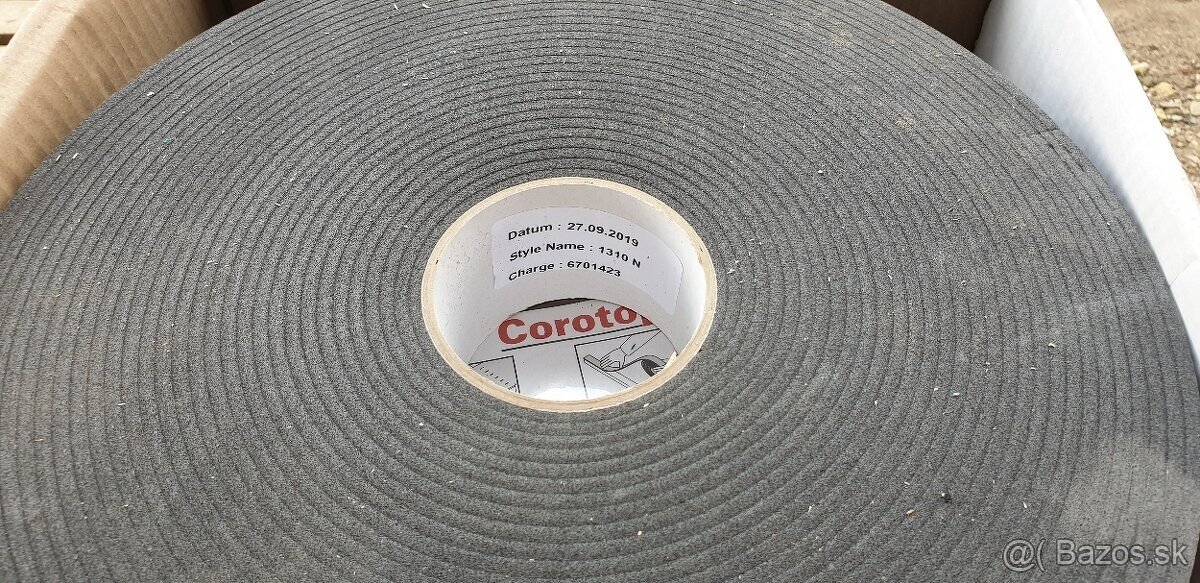 Datum : 27.09.2019
Style Name : 1310 N
Charge : 6701423
@( Bazos.sk